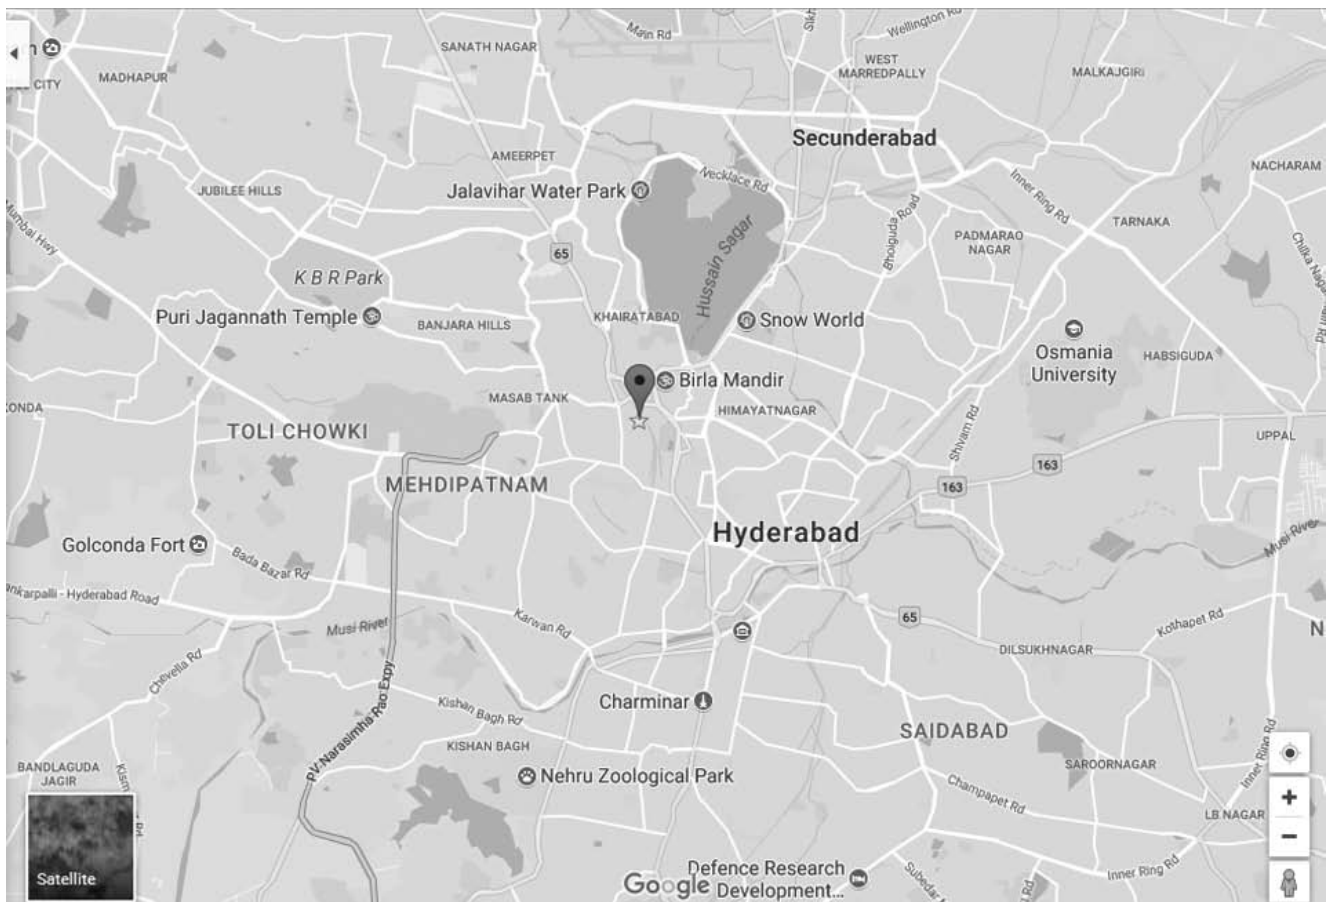 Main Rd
Wellington Rd
SANATH NAGAR
WEST
MARREDPALLY
MADHAPUR
CITY
MALKAJGIRI
Secunderabad
AMEERPET
NACHARAM
Necklace Rd
Inner Ring Rd
Jalavihar Water Park
JUBILEE HILLS
Mumbai Hwy
Bhoiguda Road
TARNAKA
PADMARAO
NAGAR
65
Hussain Sagar
K B R Park
Puri Jagannath Temple
BANJARA HILLS
KHAIRATABAD
Snow World
Osmania
University
HABSIGUDA
Birla Mandir
MASAB TANK
HIMAYATNAGAR
TOLI CHOWKI
Shivam Rd
UPPAL
163
MEHDIPATNAM
163
Hyderabad
Musi River
Golconda Fort
Bada Bazar Rd
ankarpalli - Hyderabad Road
Musi River
Karwan Rd
65
Kothapet Rd
N
DILSUKHNAGAR
Chevella Rd
PV Narasimha Rao Expy
Charminar
Kishan Bagh Rd
SAIDABAD
KISHAN BAGH
Inner Ring Rd
BANDLAGUDA
JAGIR
Nehru Zoological Park
SAROORNAGAR
Champapet Rd
LB NAGAR
Defence Research
Development...
Inner Ring Rd
Satellite
Google